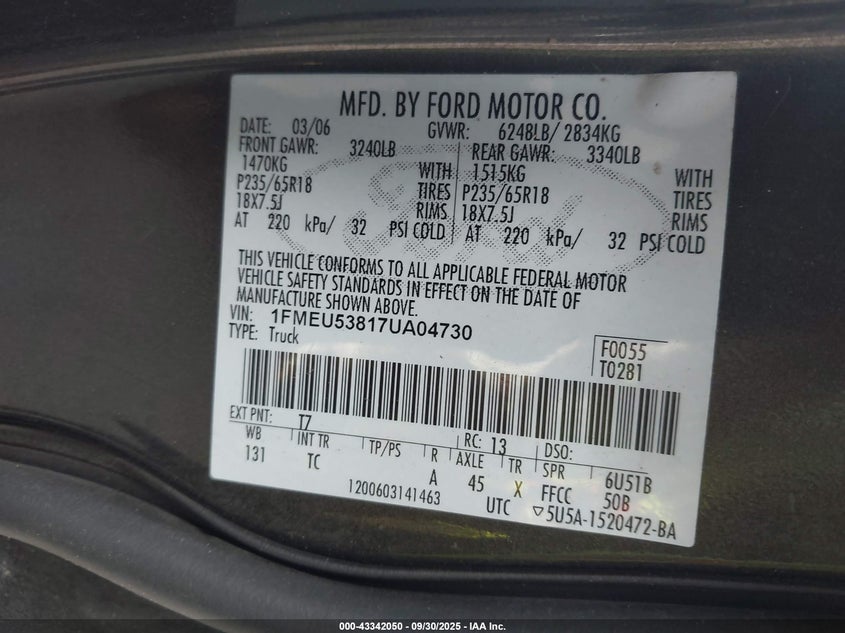 MFD. BY FORD MOTOR CO.
DATE: 03/06 GVWR: 6248LB/ 2834KG
FRONT GAWR: 3240LB REAR GAWR: 3340LB
1470KG WITH 1515KG WITH
P235/65R18 TIRES P235/65R18 TIRES
18X7.5J RIMS 18X7.5J RIMS
AT 220 kPa/ 32 PSI COLD AT 220 kPa/ 32 PSI COLD
Ford
THIS VEHICLE CONFORMS TO ALL APPLICABLE FEDERAL MOTOR
VEHICLE SAFETY STANDARDS IN EFFECT ON THE DATE OF
MANUFACTURE SHOWN ABOVE.
VIN: 1FMEU53817UA04730
TYPE: Truck
F0055
T0281
EXT PNT: T7 RC: 13 DSO:
WB INT TR TP/PS R AXLE TR SPR 6U51B
131 TC A 45 X FFCC 50B
1200603141463 UTC ▽5U5A-1520472-BA
000-43342050 - 09/30/2025 - IAA Inc.